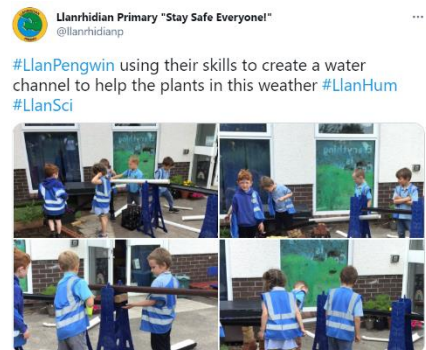 Llanrhidian Primary "Stay Safe Everyone!"
@llanrhidianp
#LlanPengwin using their skills to create a water
channel to help the plants in this weather #LlanHum
#LlanSci